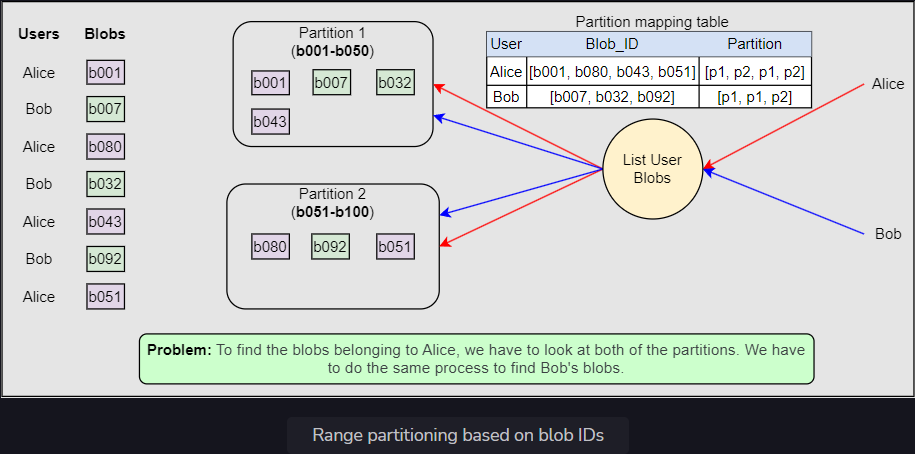 Users Blobs
Alice b001
Bob b007
Alice b080
Bob b032
Alice b043
Bob b092
Alice b051
Partition 1
(b001-b050)
b001 b007 b032
b043
Partition 2
(b051-b100)
b080 b092 b051
Partition mapping table
User Blob_ID Partition
Alice [b001, b080, b043, b051] [p1, p2, p1, p2]
Bob [b007, b032, b092] [p1, p1, p2]
List User
Blobs
Alice
Bob
Problem: To find the blobs belonging to Alice, we have to look at both of the partitions. We have
to do the same process to find Bob's blobs.
Range partitioning based on blob IDs